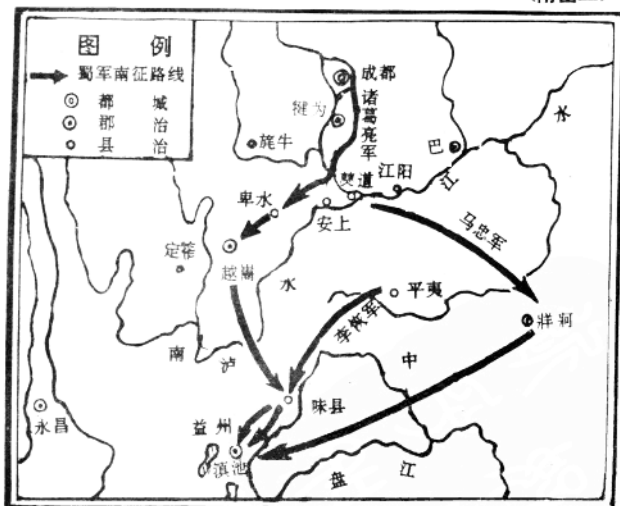 图 例
蜀军南征路线
都 城
郡 治
县 治
成都
诸葛亮军
犍为
旄牛
巴
水
江
江阳
僰道
安上
卑水
马忠军
定筰
越巂
水
平夷
李恢军
牂牁
南
泸
中
味县
益州
永昌
滇池
盘
江